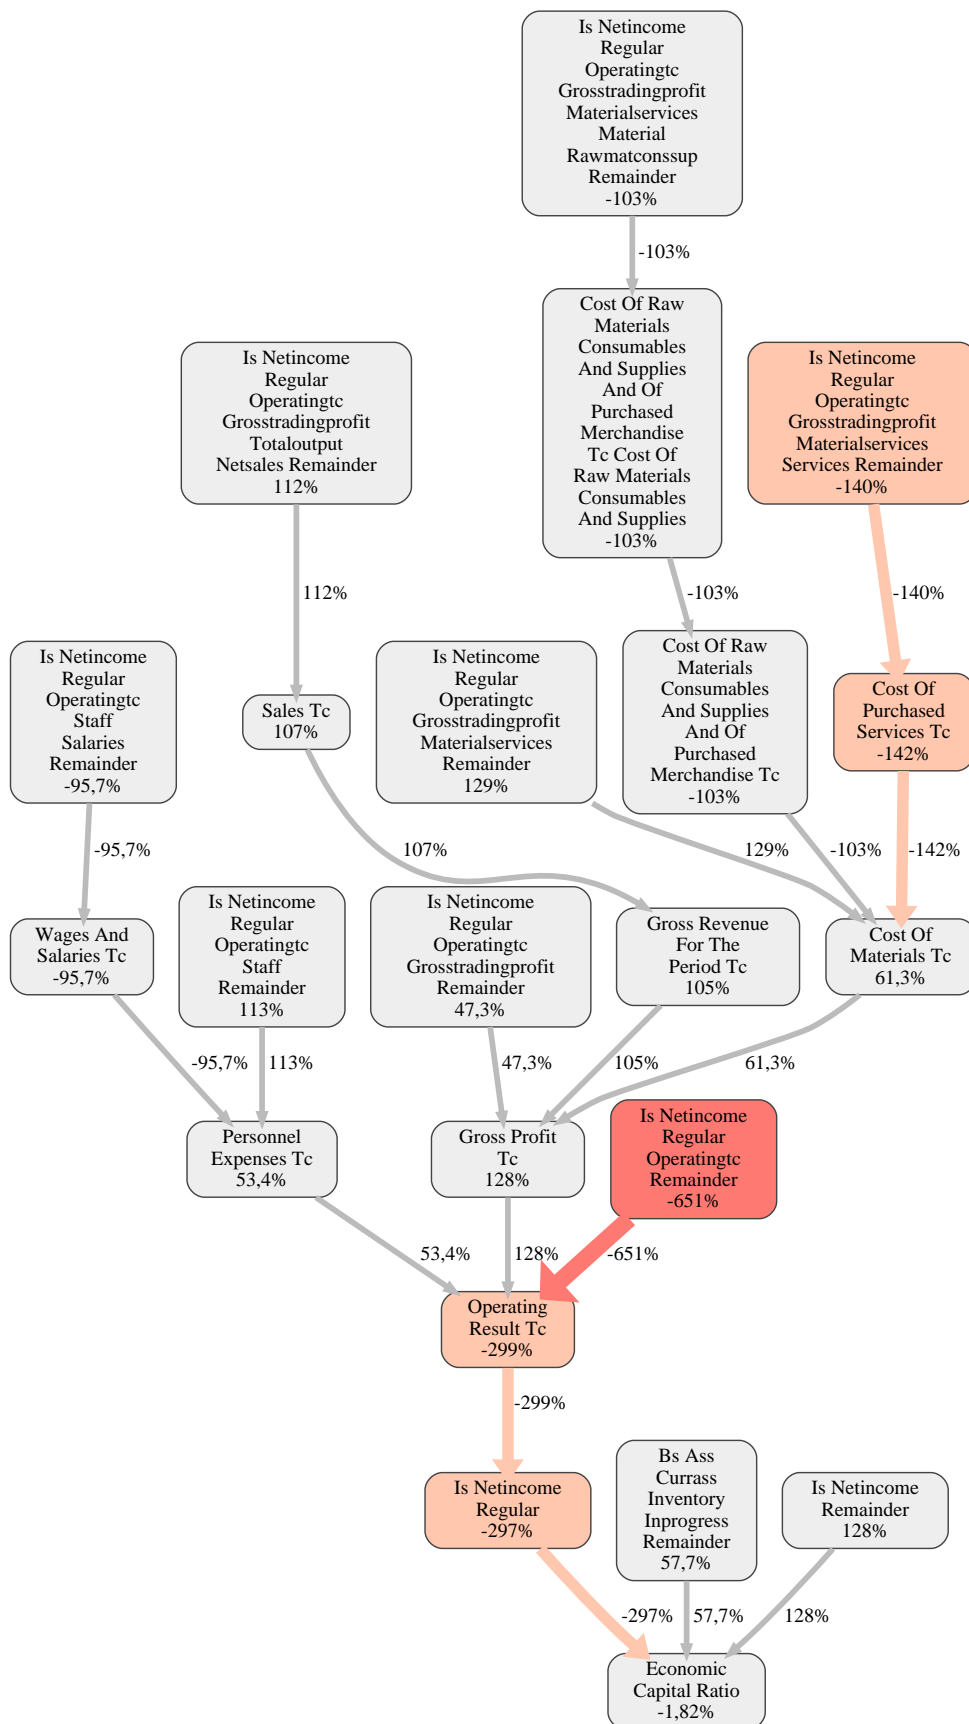 Is Netincome
Regular
Operatingtc
Grosstradingprofit
Materialservices
Material
Rawmatconssup
Remainder
-103%
-103%
Cost Of Raw
Materials
Consumables
And Supplies
And Of
Purchased
Merchandise
Tc Cost Of
Raw Materials
Consumables
And Supplies
-103%
Is Netincome
Regular
Operatingtc
Grosstradingprofit
Totaloutput
Netsales Remainder
112%
Is Netincome
Regular
Operatingtc
Grosstradingprofit
Materialservices
Services Remainder
-140%
112%
-103%
-140%
Is Netincome
Regular
Operatingtc
Staff
Salaries
Remainder
-95,7%
Sales Tc
107%
Is Netincome
Regular
Operatingtc
Grosstradingprofit
Materialservices
Remainder
129%
Cost Of Raw
Materials
Consumables
And Supplies
And Of
Purchased
Merchandise Tc
-103%
Cost Of
Purchased
Services Tc
-142%
-95,7%
107%
129%
-103%
-142%
Wages And
Salaries Tc
-95,7%
Is Netincome
Regular
Operatingtc
Staff
Remainder
113%
Is Netincome
Regular
Operatingtc
Grosstradingprofit
Remainder
47,3%
Gross Revenue
For The
Period Tc
105%
Cost Of
Materials Tc
61,3%
-95,7%
113%
47,3%
105%
61,3%
Personnel
Expenses Tc
53,4%
Gross Profit
Tc
128%
Is Netincome
Regular
Operatingtc
Remainder
-651%
53,4%
128%
-651%
Operating
Result Tc
-299%
-299%
Is Netincome
Regular
-297%
Bs Ass
Currass
Inventory
Inprogress
Remainder
57,7%
Is Netincome
Remainder
128%
-297%
57,7%
128%
Economic
Capital Ratio
-1,82%